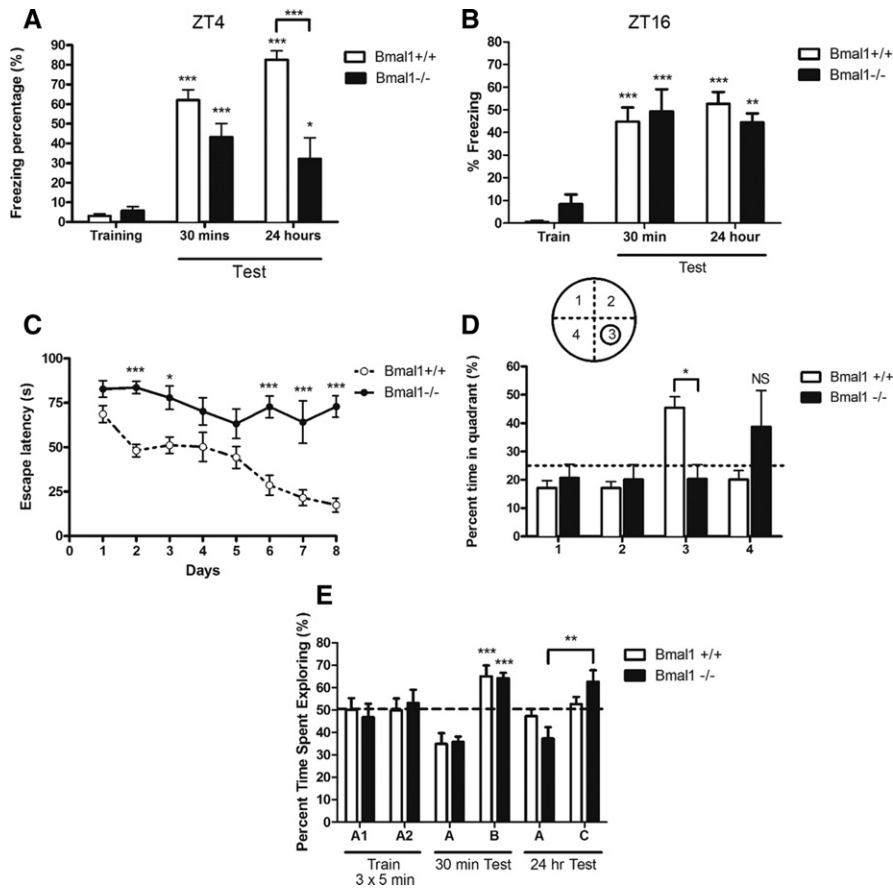 A
ZT4
Freezing percentage (%)
90
80
70
60
50
40
30
20
10
0
***
***
***
***
*
Bmal1+/+
Bmal1-/-
Training
30 mins
24 hours
Test
B
ZT16
% Freezing
80
70
60
50
40
30
20
10
0
***
***
***
**
Bmal1+/+
Bmal1-/-
Train
30 min
24 hour
Test
C
Escape latency (s)
100
75
50
25
0
***
*
***
***
***
Bmal1+/+
Bmal1-/-
0 1 2 3 4 5 6 7 8
Days
1 2
4 3
D
Percent time in quadrant (%)
60
50
40
30
20
10
0
*
NS
Bmal1 +/+
Bmal1 -/-
1 2 3 4
E
Percent Time Spent Exploring (%)
80
70
60
50
40
30
20
10
0
***
***
**
Bmal1 +/+
Bmal1 -/-
A1 A2 A B A C
Train
3 x 5 min
30 min Test
24 hr Test